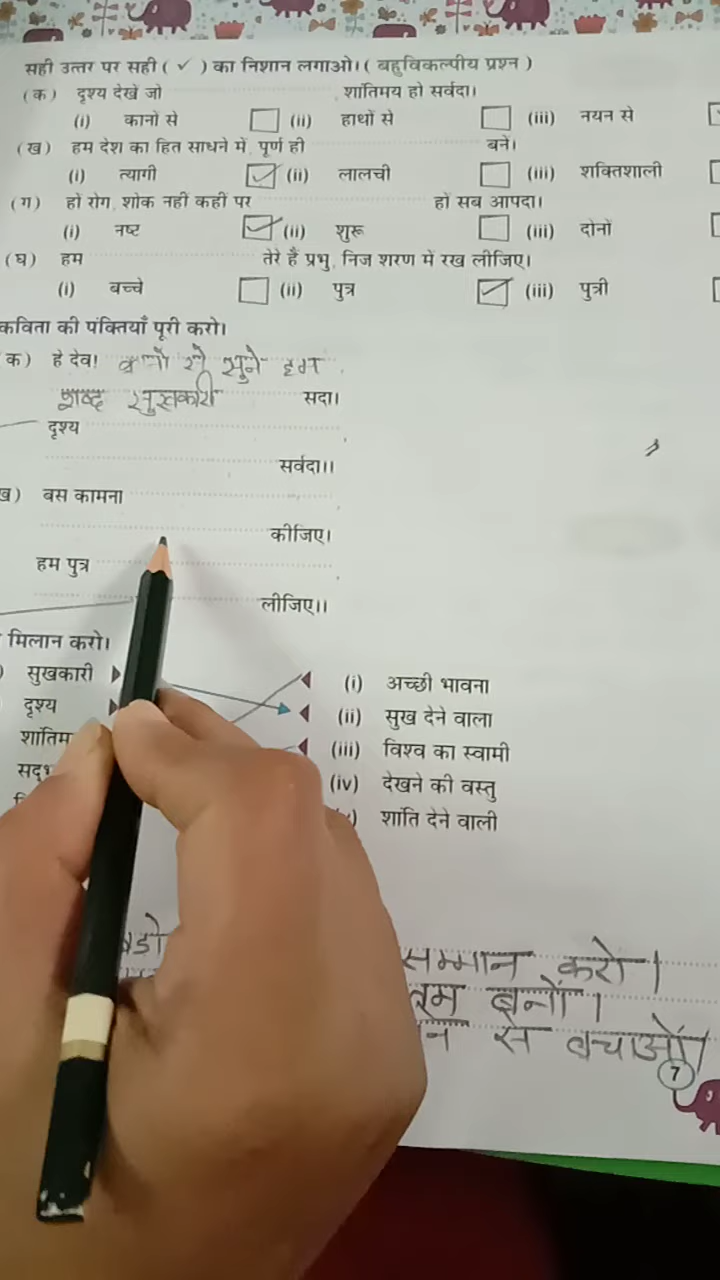 सही उत्तर पर सही ( ✓ ) का निशान लगाओ। ( बहुविकल्पीय प्रश्न )
(क) दृश्य देखें जो शांतिमय हो सर्वदा।
(i) कानों से (ii) हाथों से (iii) नयन से
(ख) हम देश का हित साधने में, पूर्ण ही बनें।
(i) त्यागी (ii) लालची (iii) शक्तिशाली
(ग) हों रोग, शोक नहीं कहीं पर हों सब आपदा।
(i) नष्ट (ii) शुरू (iii) दोनों
(घ) हम तेरे हैं प्रभु, निज शरण में रख लीजिए।
(i) बच्चे (ii) पुत्र (iii) पुत्री
कविता की पंक्तियाँ पूरी करो।
क) हे देव! कानों से सुने हम
शब्द सुखकारी सदा।
दृश्य
सर्वदा।।
ख) बस कामना
कीजिए।
हम पुत्र
लीजिए।।
मिलान करो।
सुखकारी (i) अच्छी भावना
दृश्य (ii) सुख देने वाला
शांतिम (iii) विश्व का स्वामी
सद्भ (iv) देखने की वस्तु
शांति देने वाली
बडो सम्मान करो।
बनों।
से बचाओं।
7